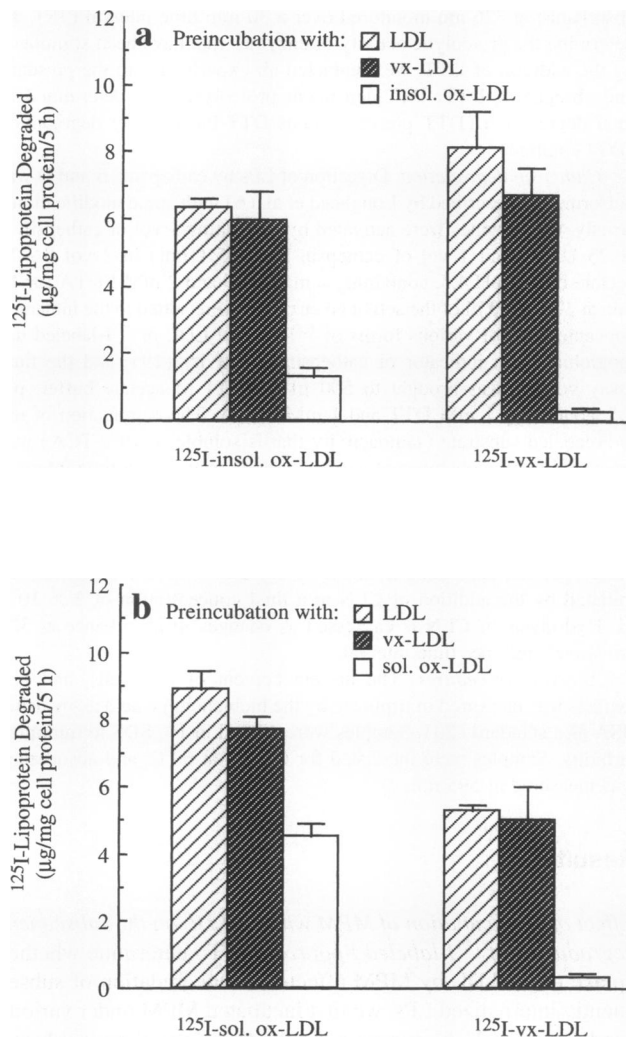 a Preincubation with:
LDL
vx-LDL
insol. ox-LDL
12
10
8
6
4
2
0
¹²⁵I-Lipoprotein Degraded
(µg/mg cell protein/5 h)
¹²⁵I-insol. ox-LDL ¹²⁵I-vx-LDL
b Preincubation with:
LDL
vx-LDL
sol. ox-LDL
12
10
8
6
4
2
0
¹²⁵I-Lipoprotein Degraded
(µg/mg cell protein/5 h)
¹²⁵I-sol. ox-LDL ¹²⁵I-vx-LDL